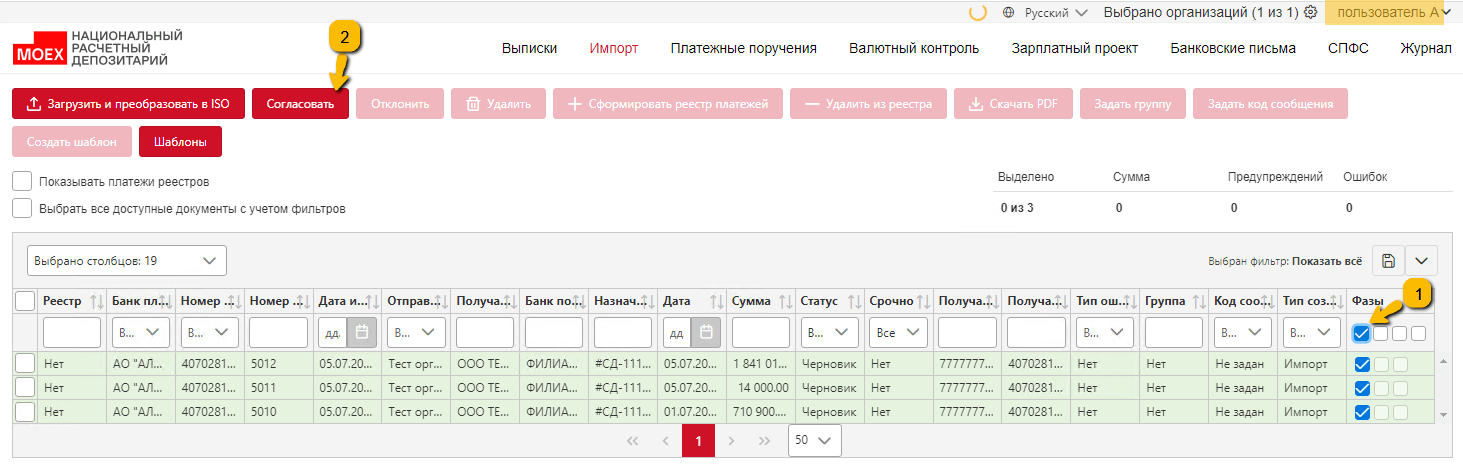 Русский Выбрано организаций (1 из 1) пользователь А
2
MOEX НАЦИОНАЛЬНЫЙ
РАСЧЕТНЫЙ
ДЕПОЗИТАРИЙ
Выписки Импорт Платежные поручения Валютный контроль Зарплатный проект Банковские письма СПФС Журнал
Загрузить и преобразовать в ISO Согласовать Отклонить Удалить Сформировать реестр платежей Удалить из реестра Скачать PDF Задать группу Задать код сообщения
Создать шаблон Шаблоны
Показывать платежи реестров
Выбрать все доступные документы с учетом фильтров
Выделено Сумма Предупреждений Ошибок
0 из 3 0 0 0
Выбрано столбцов: 19
Выбран фильтр: Показать всё
1
Реестр Банк пл... Номер ... Номер ... Дата и... Отправ... Получа... Банк по... Назнач... Дата Сумма Статус Срочно Получа... Получа... Тип ош... Группа Код соо... Тип соз... Фазы
В... В... дд. В... дд В... Все В... В... В...
Нет АО "АЛ... 4070281... 5012 05.07.20... Тест орг... ООО ТЕ... ФИЛИА... #СД-111... 05.07.20... 1 841 01... Черновик Нет 7777777... 4070281... Нет Нет Не задан Импорт
Нет АО "АЛ... 4070281... 5011 05.07.20... Тест орг... ООО ТЕ... ФИЛИА... #СД-111... 05.07.20... 14 000.00 Черновик Нет 7777777... 4070281... Нет Нет Не задан Импорт
Нет АО "АЛ... 4070281... 5010 05.07.20... Тест орг... ООО ТЕ... ФИЛИА... #СД-111... 01.07.20... 710 900.... Черновик Нет 7777777... 4070281... Нет Нет Не задан Импорт
1 50